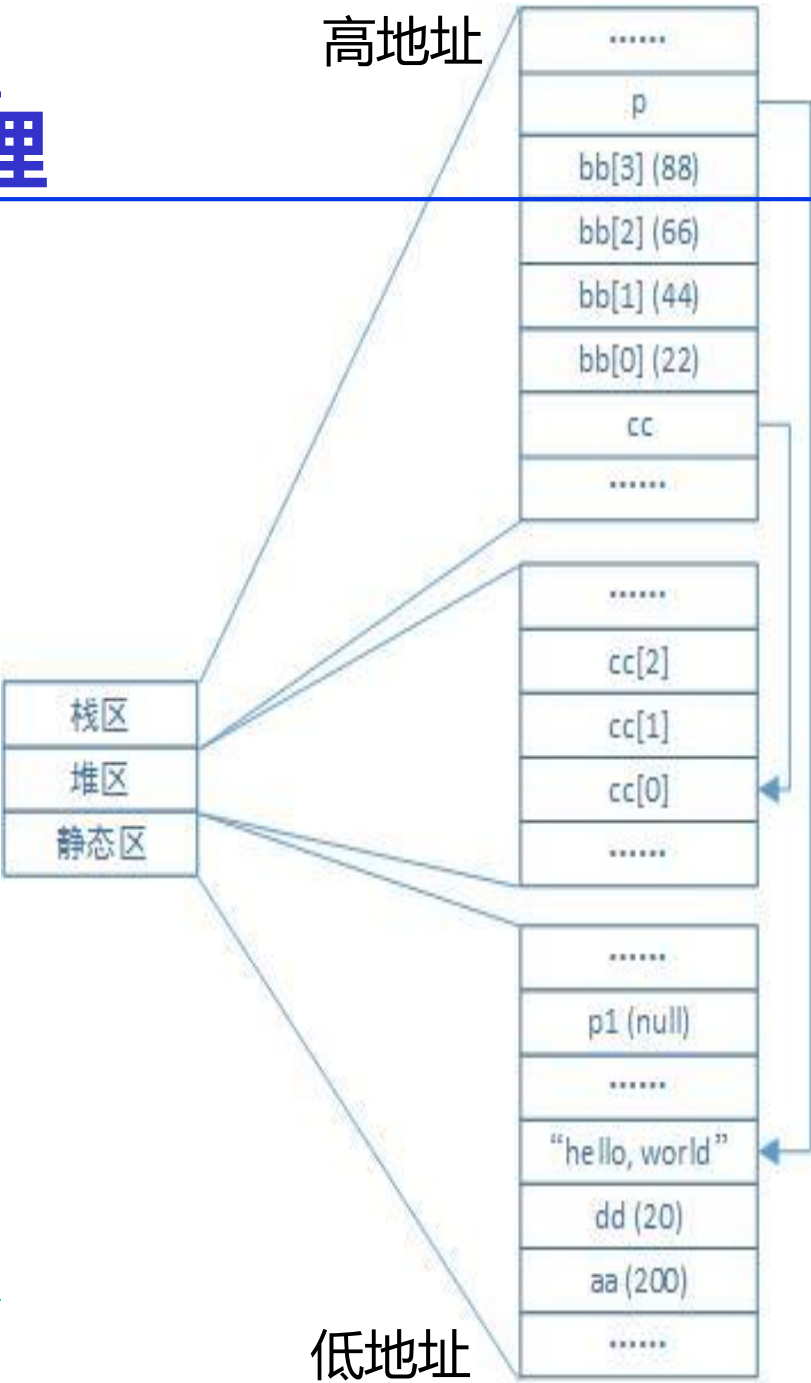 高地址
理
......
p
bb[3] (88)
bb[2] (66)
bb[1] (44)
bb[0] (22)
cc
......
......
cc[2]
cc[1]
cc[0]
......
栈区
堆区
静态区
......
p1 (null)
......
“hello, world”
dd (20)
aa (200)
......
低地址